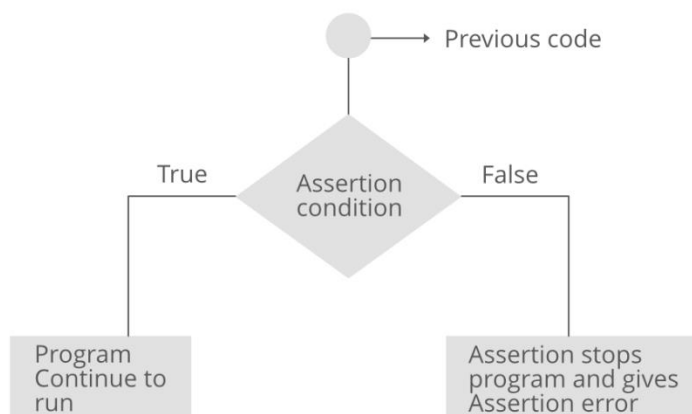 Previous code
True
Assertion
condition
False
Program
Continue to
run
Assertion stops
program and gives
Assertion error